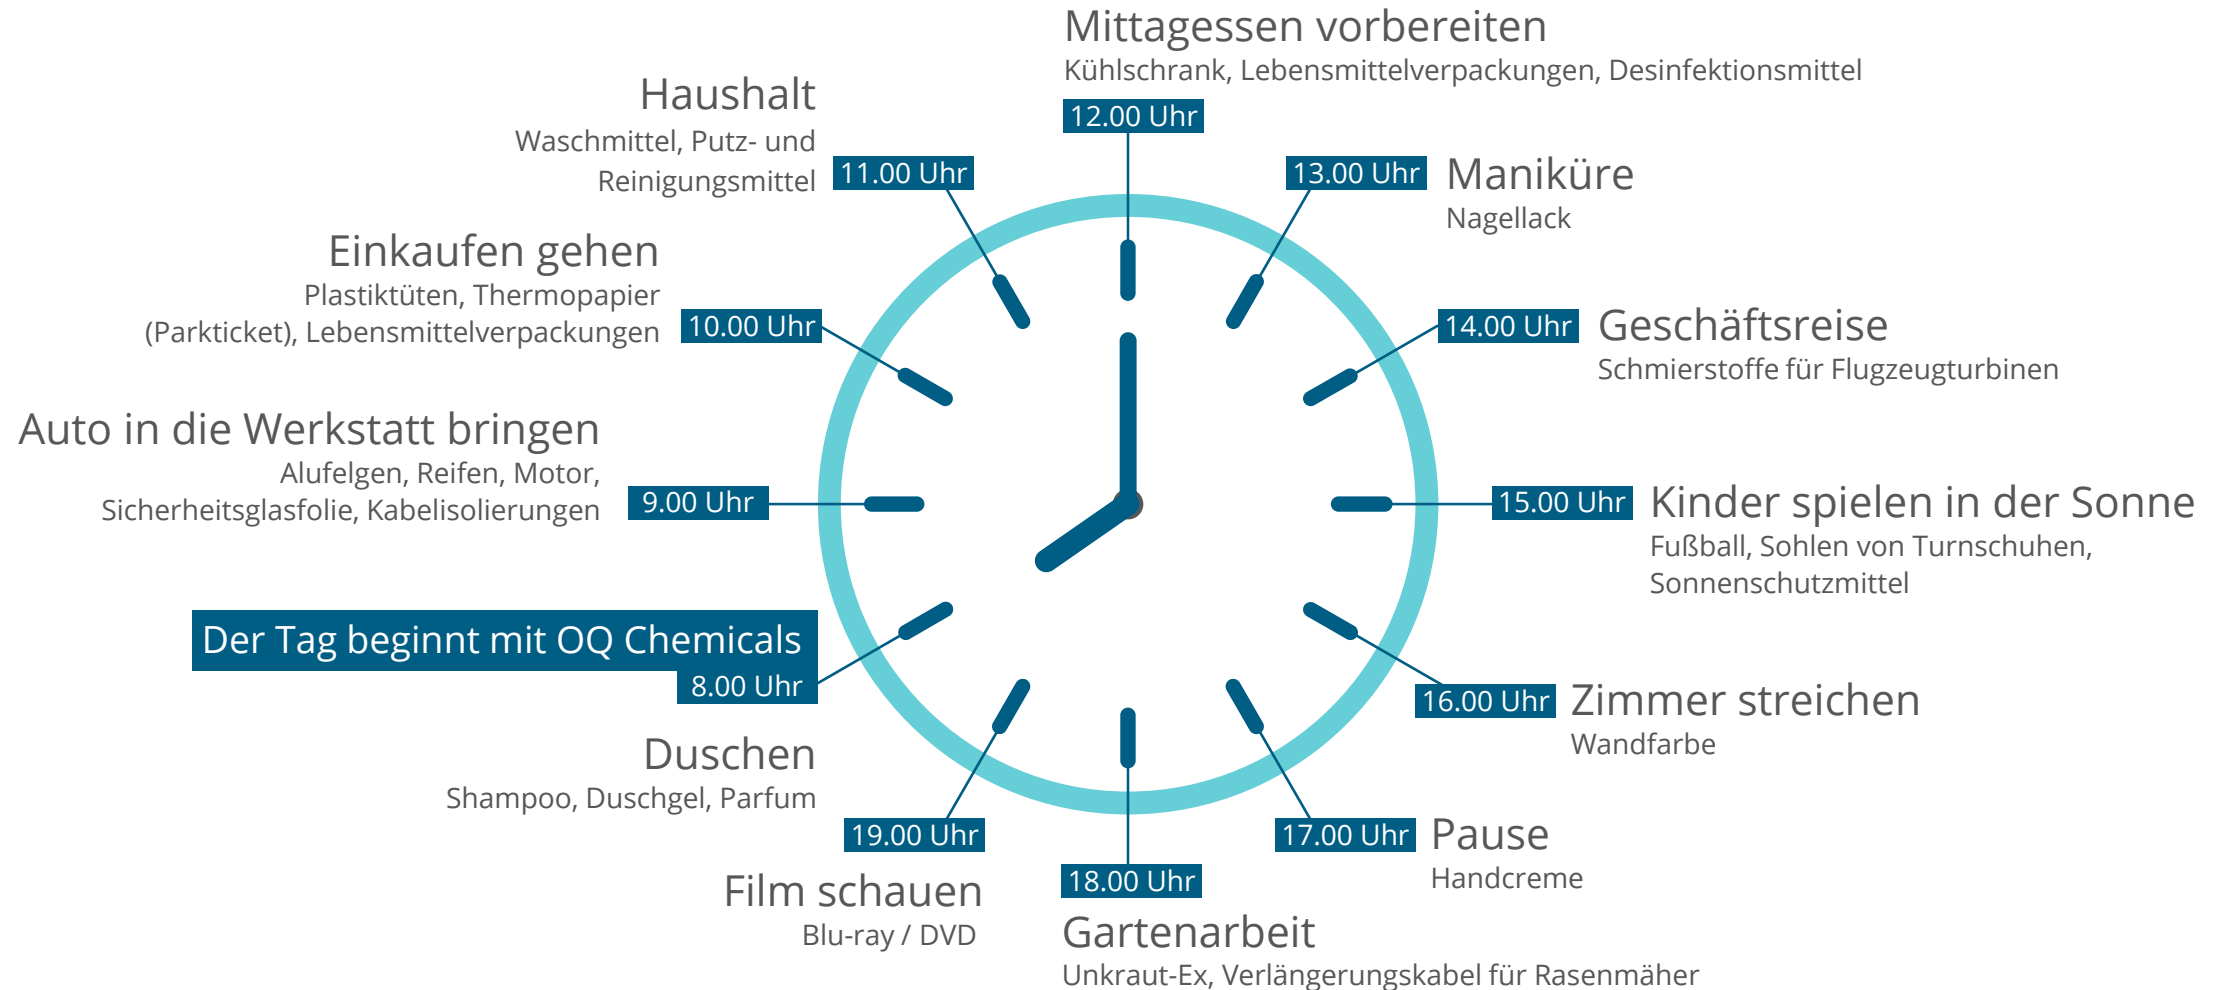 Der Tag beginnt mit OQ Chemicals
8.00 Uhr
Duschen
Shampoo, Duschgel, Parfum
Auto in die Werkstatt bringen
Alufelgen, Reifen, Motor,
Sicherheitsglasfolie, Kabelisolierungen
9.00 Uhr
Einkaufen gehen
Plastiktüten, Thermopapier
(Parkticket), Lebensmittelverpackungen
10.00 Uhr
Haushalt
Waschmittel, Putz- und
Reinigungsmittel
11.00 Uhr
Mittagessen vorbereiten
Kühlschrank, Lebensmittelverpackungen, Desinfektionsmittel
12.00 Uhr
13.00 Uhr
Maniküre
Nagellack
14.00 Uhr
Geschäftsreise
Schmierstoffe für Flugzeugturbinen
15.00 Uhr
Kinder spielen in der Sonne
Fußball, Sohlen von Turnschuhen,
Sonnenschutzmittel
16.00 Uhr
Zimmer streichen
Wandfarbe
17.00 Uhr
Pause
Handcreme
18.00 Uhr
Gartenarbeit
Unkraut-Ex, Verlängerungskabel für Rasenmäher
19.00 Uhr
Film schauen
Blu-ray / DVD